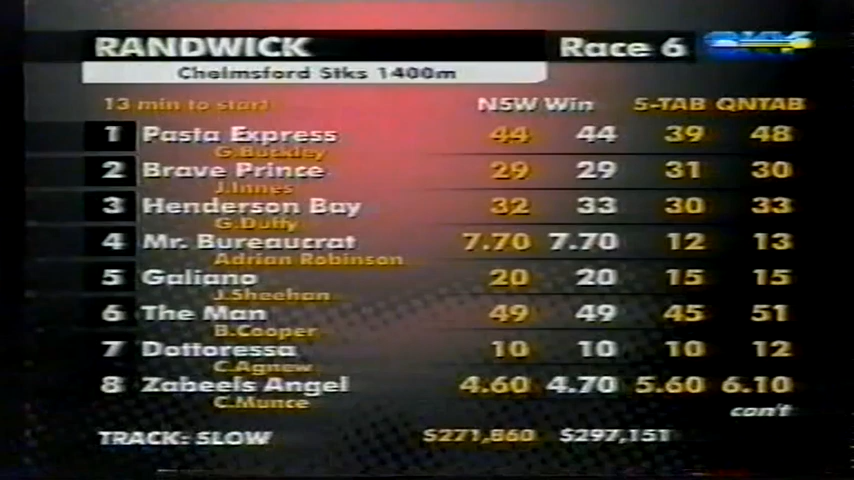 RANDWICK Race 6
Chelmsford Stks 1400m
13 min to start NSW Win S-TAB QNTAB
1 Pasta Express 44 44 39 48
G.Buckley
2 Brave Prince 29 29 31 30
J.Innes
3 Henderson Bay 32 33 30 33
G.Duffy
4 Mr. Bureaucrat 7.70 7.70 12 13
Adrian Robinson
5 Galiano 20 20 15 15
J.Sheehan
6 The Man 49 49 45 51
B.Cooper
7 Dottoressa 10 10 10 12
C.Agnew
8 Zabeels Angel 4.60 4.70 5.60 6.10
C.Munce
con't
TRACK: SLOW $271,860 $297,151